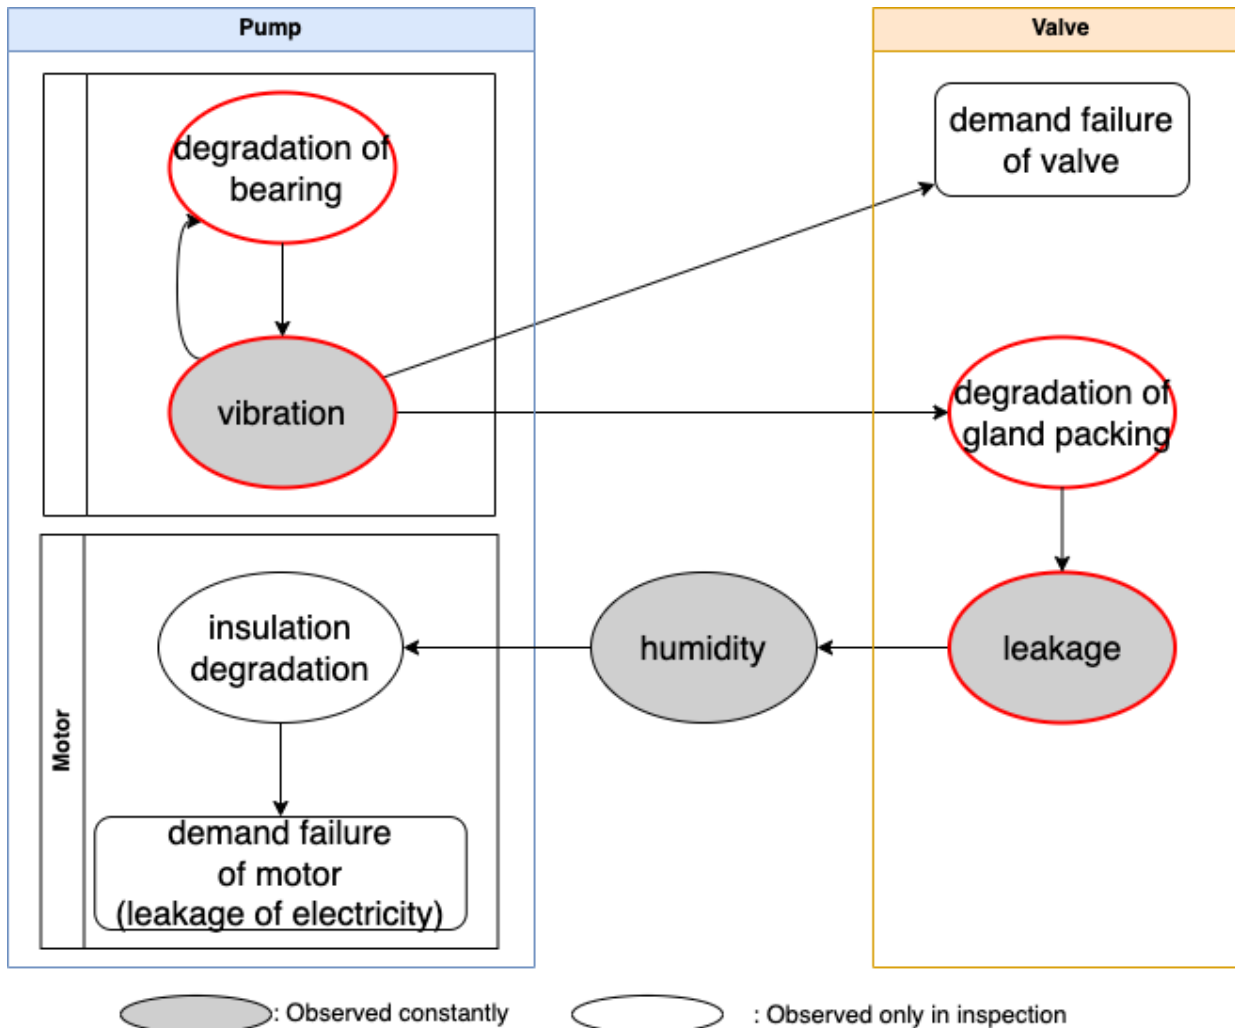 Pump
Valve
degradation of
bearing
demand failure
of valve
vibration
degradation of
gland packing
Motor
insulation
degradation
humidity
leakage
demand failure
of motor
(leakage of electricity)
: Observed constantly
: Observed only in inspection